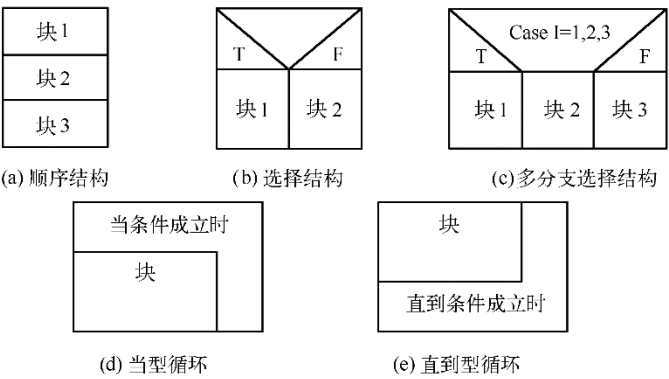 块1
块2
块3
(a) 顺序结构
T
F
块1
块2
(b) 选择结构
Case I=1,2,3
T
F
块1
块2
块3
(c)多分支选择结构
当条件成立时
块
(d) 当型循环
块
直到条件成立时
(e) 直到型循环